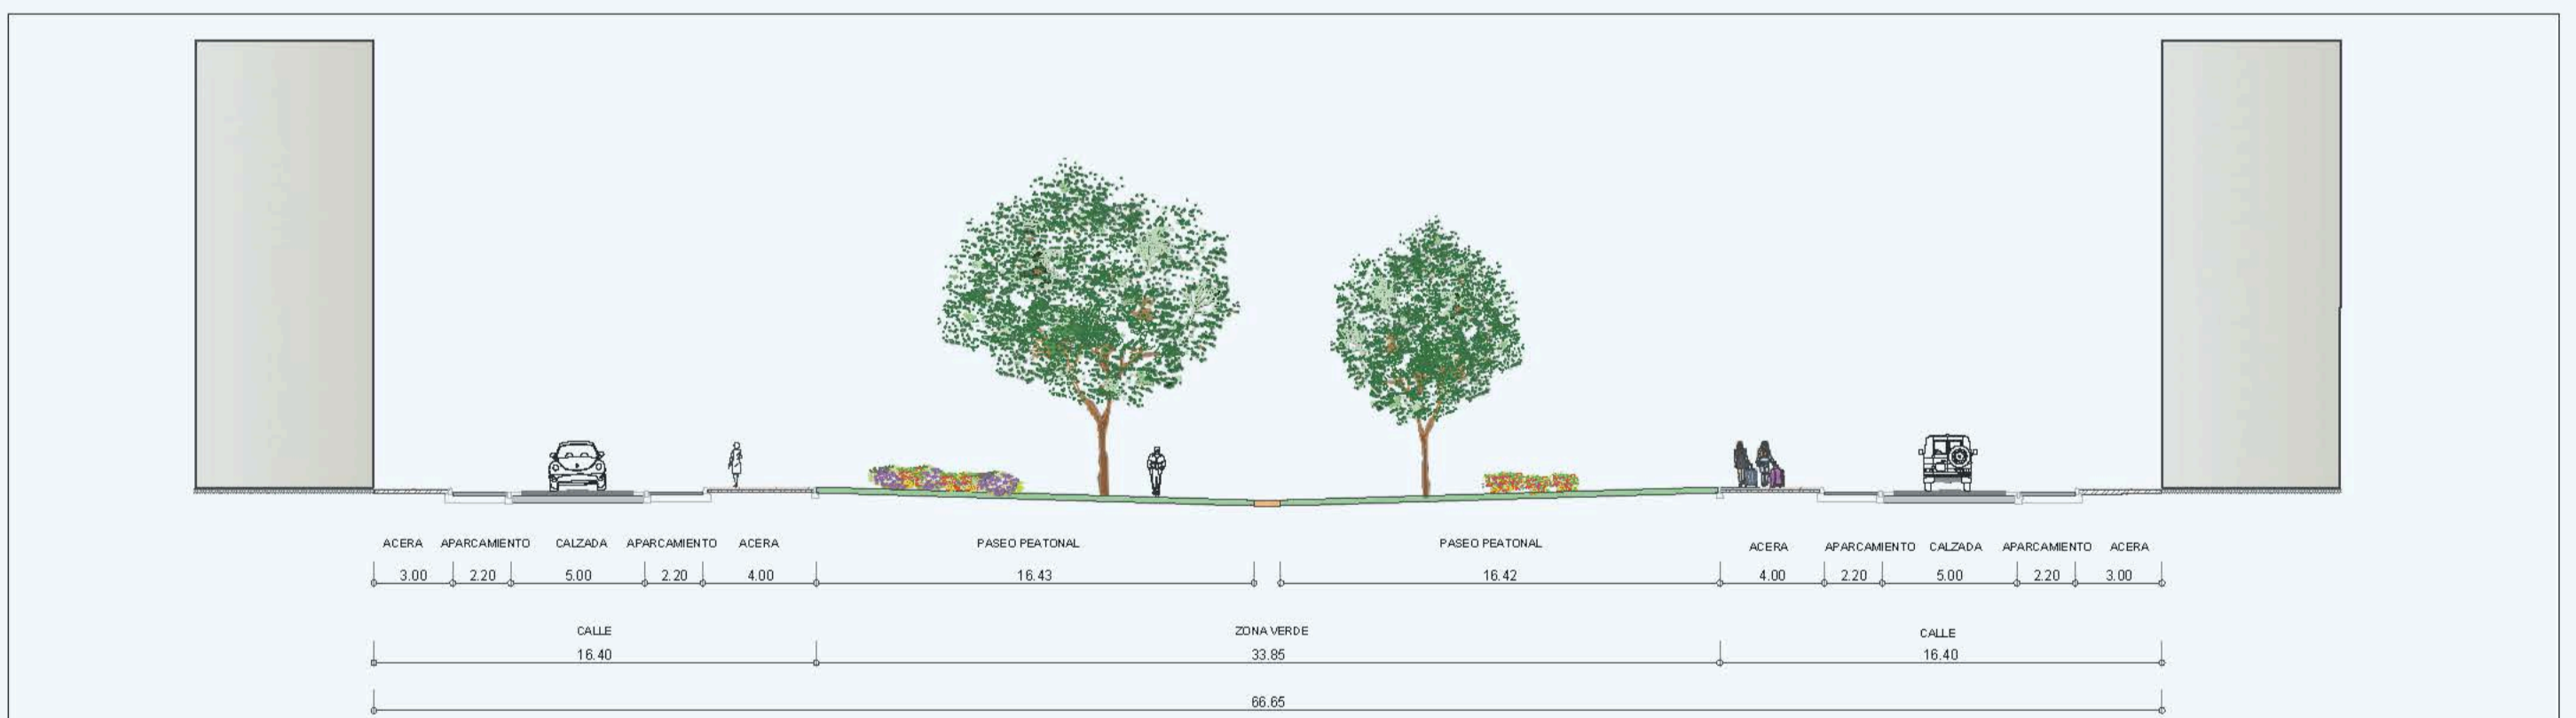 ACERA APARCAMIENTO CALZADA APARCAMIENTO ACERA PASEO PEATONAL PASEO PEATONAL ACERA APARCAMIENTO CALZADA APARCAMIENTO ACERA
3.00 2.20 5.00 2.20 4.00 16.43 16.42 4.00 2.20 5.00 2.20 3.00
CALLE ZONA VERDE CALLE
16.40 33.85 16.40
66.65